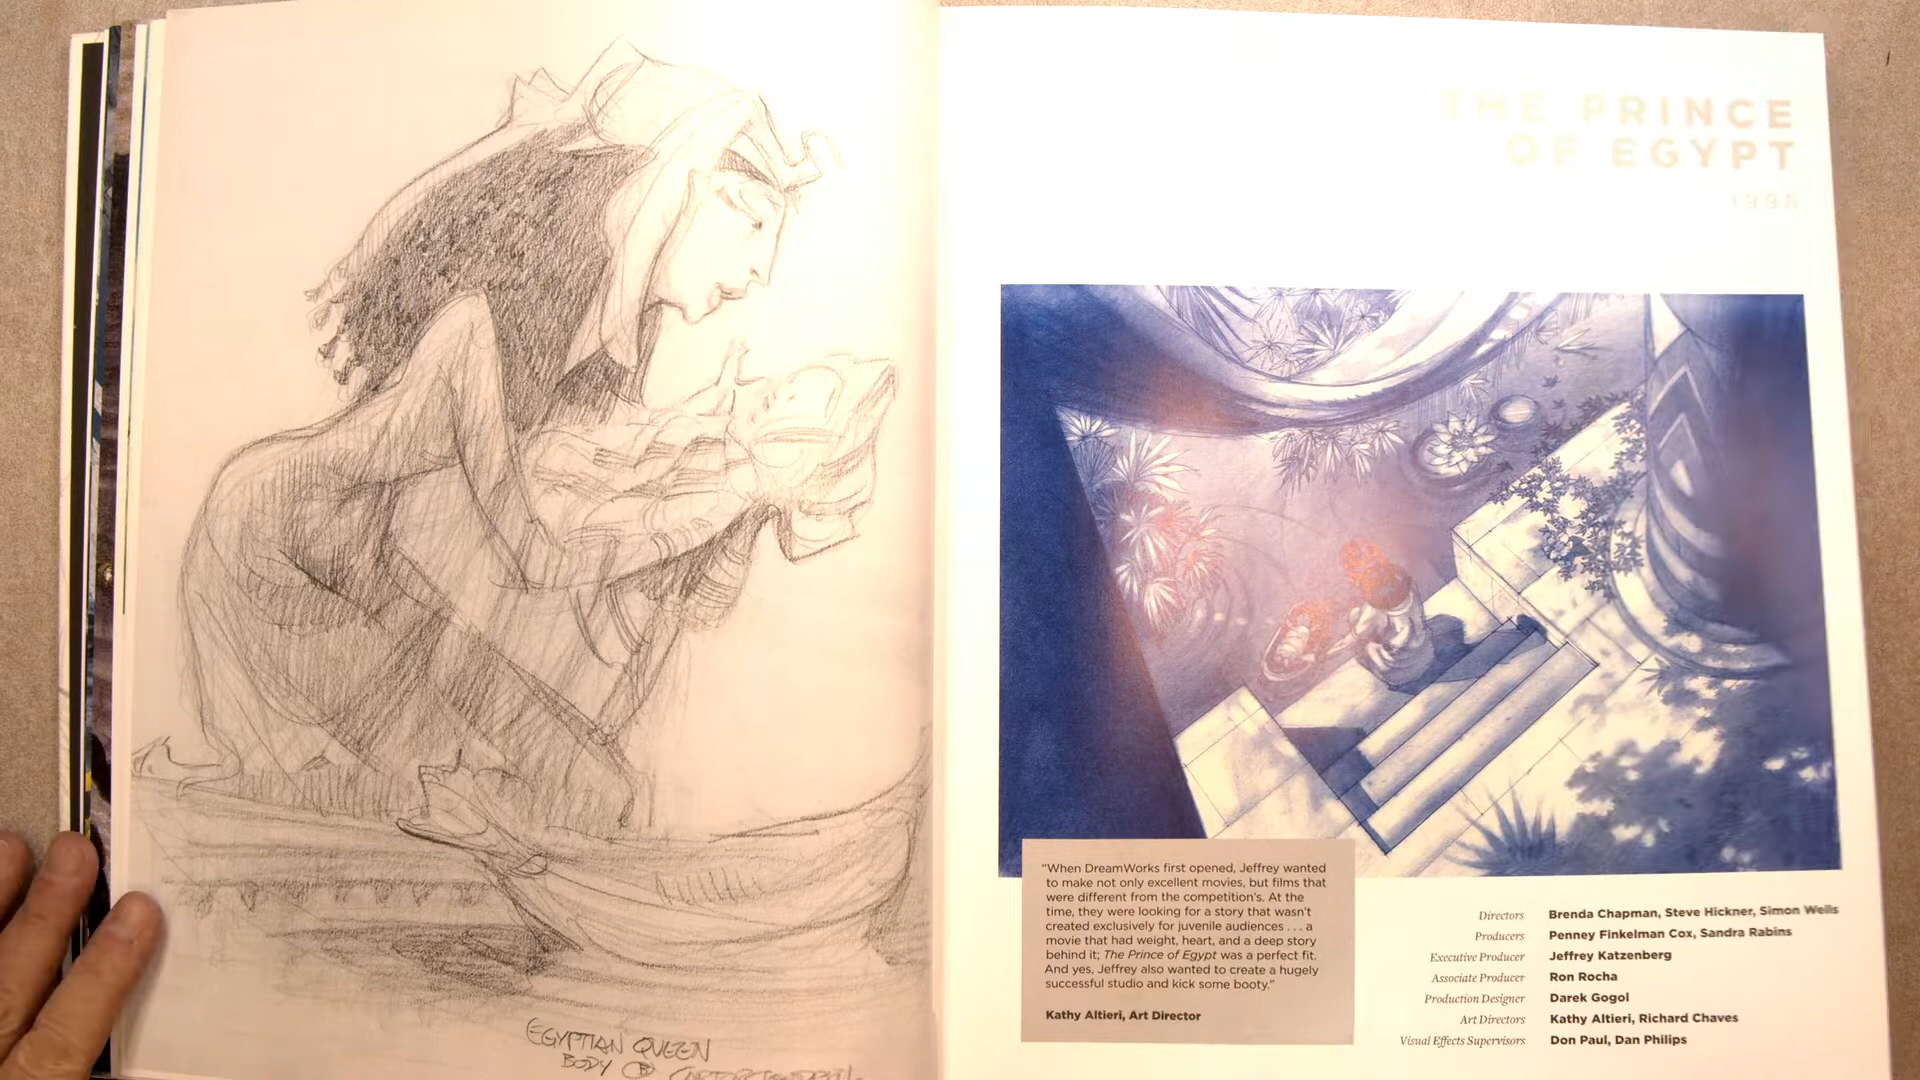 EGYPTIAN QUEEN
BODY B
THE PRINCE
OF EGYPT
1998
"When DreamWorks first opened, Jeffrey wanted
to make not only excellent movies, but films that
were different from the competition's. At the
time, they were looking for a story that wasn't
created exclusively for juvenile audiences . . . a
movie that had weight, heart, and a deep story
behind it; The Prince of Egypt was a perfect fit.
And yes, Jeffrey also wanted to create a hugely
successful studio and kick some booty."
Kathy Altieri, Art Director
Directors Brenda Chapman, Steve Hickner, Simon Wells
Producers Penney Finkelman Cox, Sandra Rabins
Executive Producer Jeffrey Katzenberg
Associate Producer Ron Rocha
Production Designer Darek Gogol
Art Directors Kathy Altieri, Richard Chaves
Visual Effects Supervisors Don Paul, Dan Philips